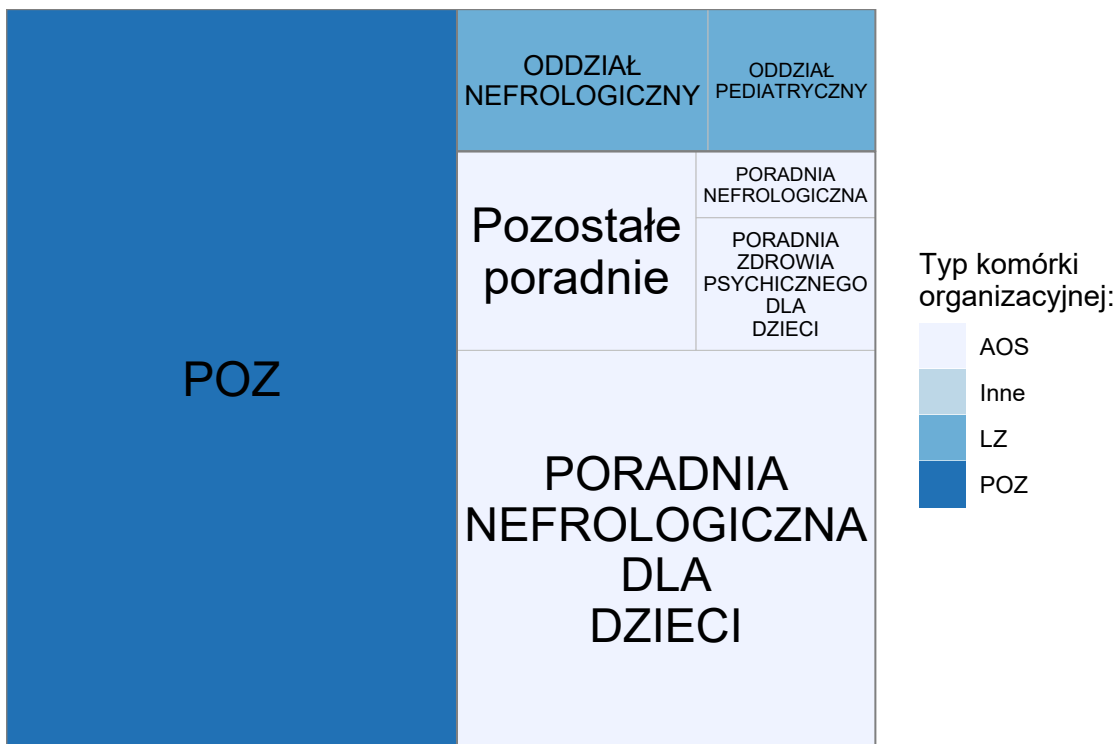 POZ
ODDZIAŁ
NEFROLOGICZNY
ODDZIAŁ
PEDIATRYCZNY
Pozostałe
poradnie
PORADNIA
NEFROLOGICZNA
PORADNIA
ZDROWIA
PSYCHICZNEGO
DLA
DZIECI
PORADNIA
NEFROLOGICZNA
DLA
DZIECI
Typ komórki
organizacyjnej:
AOS
Inne
LZ
POZ